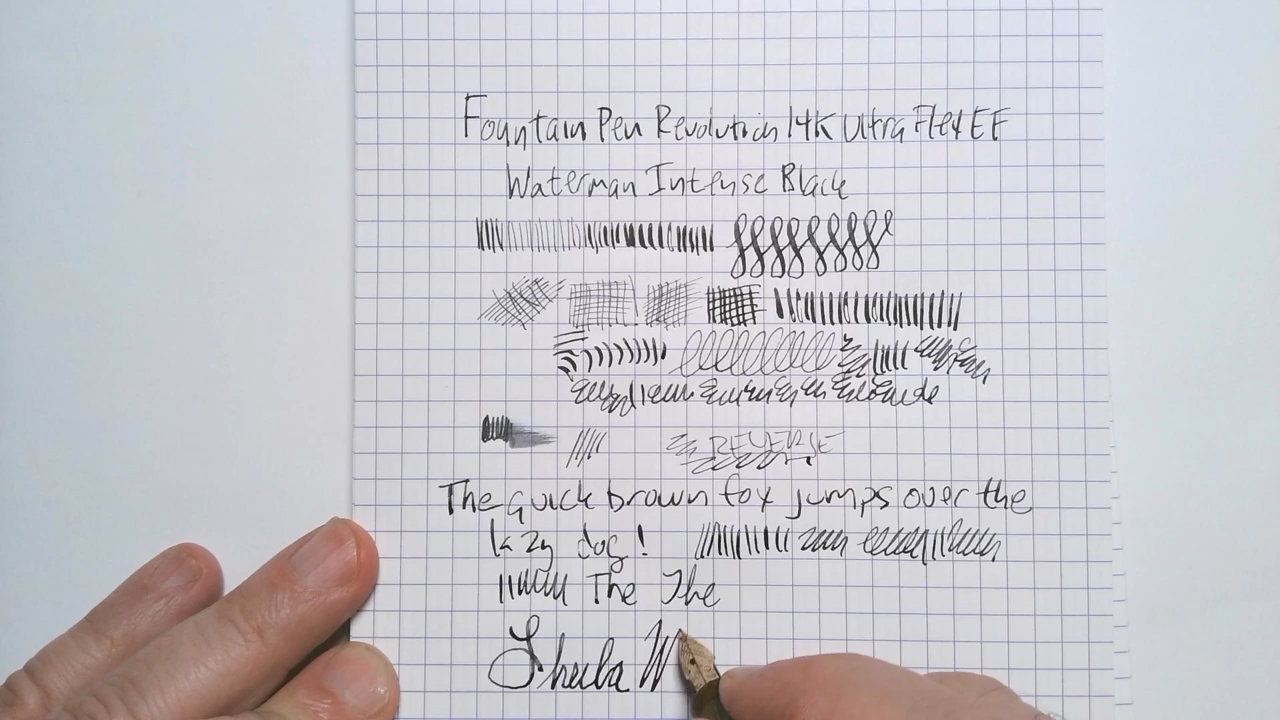 Fountain Pen Revolution 14K Ultra Flex EF
Waterman Intense Black
REVERSE
The quick brown fox jumps over the
lazy dog!
The The
Sheila W